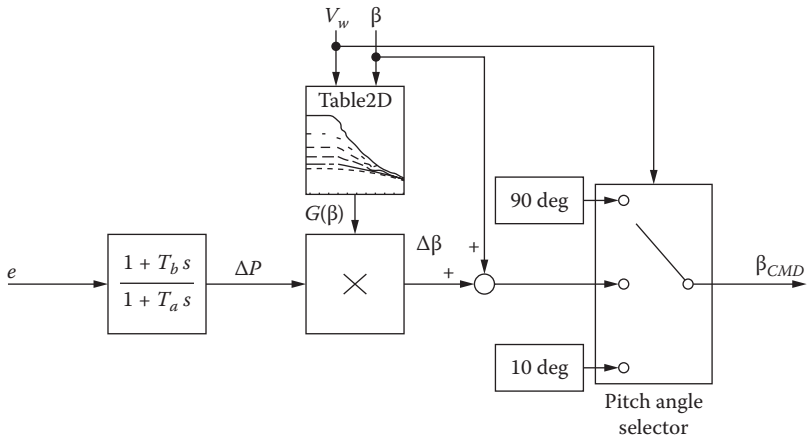 V_w β
Table2D
90 deg
G(β)
e
1 + T_b s
1 + T_a s
ΔP
×
Δβ
+
+
β_CMD
10 deg
Pitch angle
selector